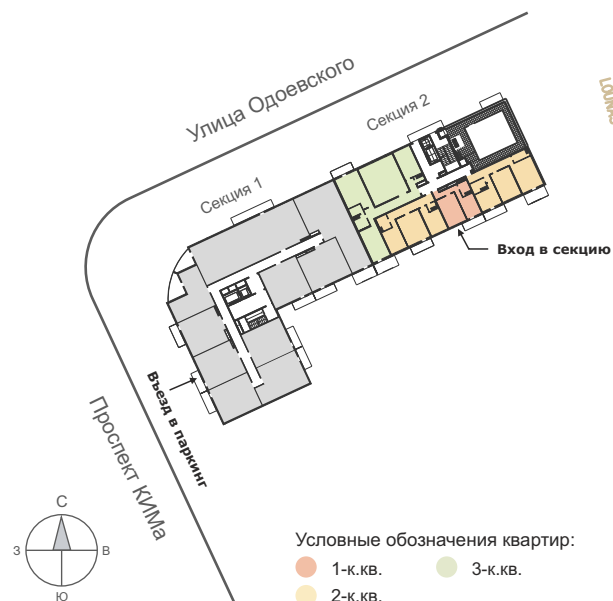 Улица Одоевского
LOUNAS
Секция 2
Секция 1
Вход в секцию
Въезд в паркинг
Проспект КИМа
С
З
В
Ю
Условные обозначения квартир:
1-к.кв.
3-к.кв.
2-к.кв.